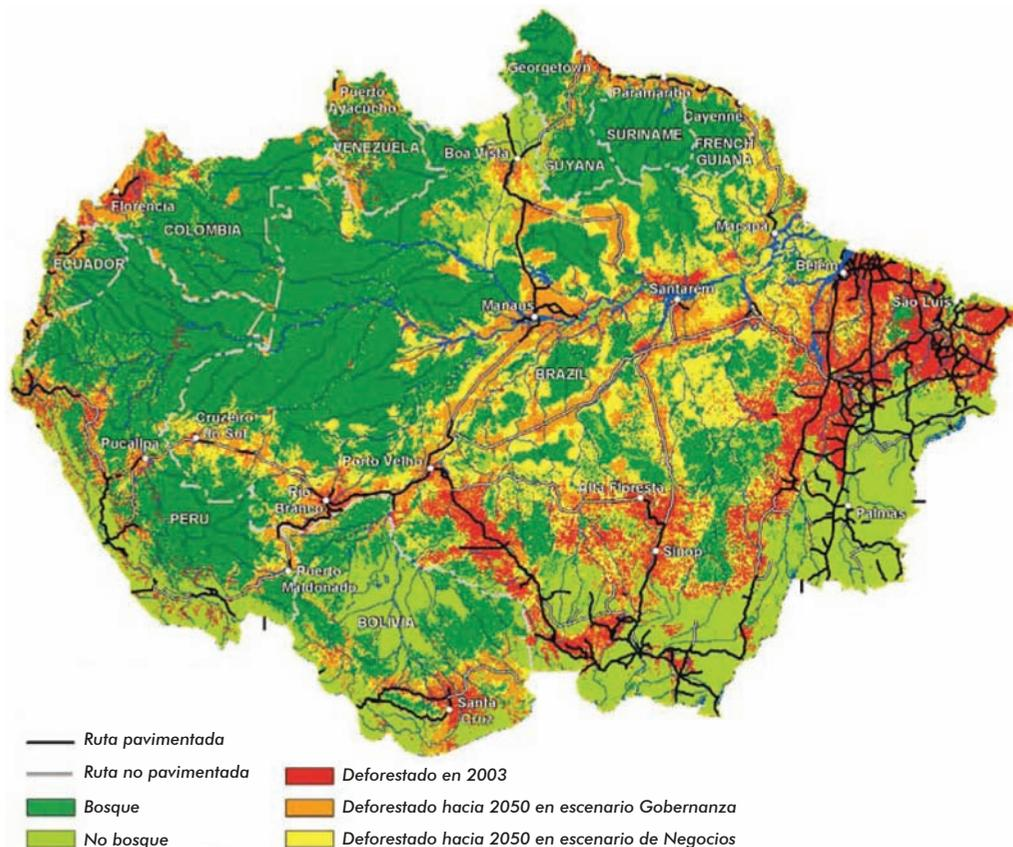 Georgetown
Puerto
Ayacucho
Paramaribo
Cayenne
SURINAME
FRENCH
GUIANA
VENEZUELA
Boa Vista
GUYANA
Florencia
COLOMBIA
Macapa
ECUADOR
Belém
Santarém
São Luis
Manaus
BRAZIL
Cruzeiro
do Sul
Pucallpa
Porto Velho
Alta Floresta
Rio
Branco
PERU
Palmas
Sinop
Puerto
Maldonado
BOLIVIA
Santa
Cruz
Ruta pavimentada
Ruta no pavimentada
Bosque
No bosque
Deforestado en 2003
Deforestado hacia 2050 en escenario Gobernanza
Deforestado hacia 2050 en escenario de Negocios